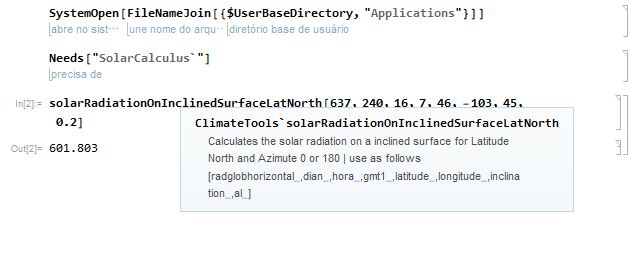 SystemOpen[FileNameJoin[{$UserBaseDirectory, "Applications"}]]
abre no sist⋯ une nome do arqu⋯ diretório base de usuário
Needs["SolarCalculus`"]
precisa de
In[2]:= solarRadiationOnInclinedSurfaceLatNorth[637, 240, 16, 7, 46, -103, 45,
0.2]
ClimateTools`solarRadiationOnInclinedSurfaceLatNorth
Out[2]= 601.803
Calculates the solar radiation on a inclined surface for Latitude
North and Azimute 0 or 180 | use as follows
[radglobhorizontal_,dian_,hora_,gmt1_,latitude_,longitude_,inclina
tion_,al_]